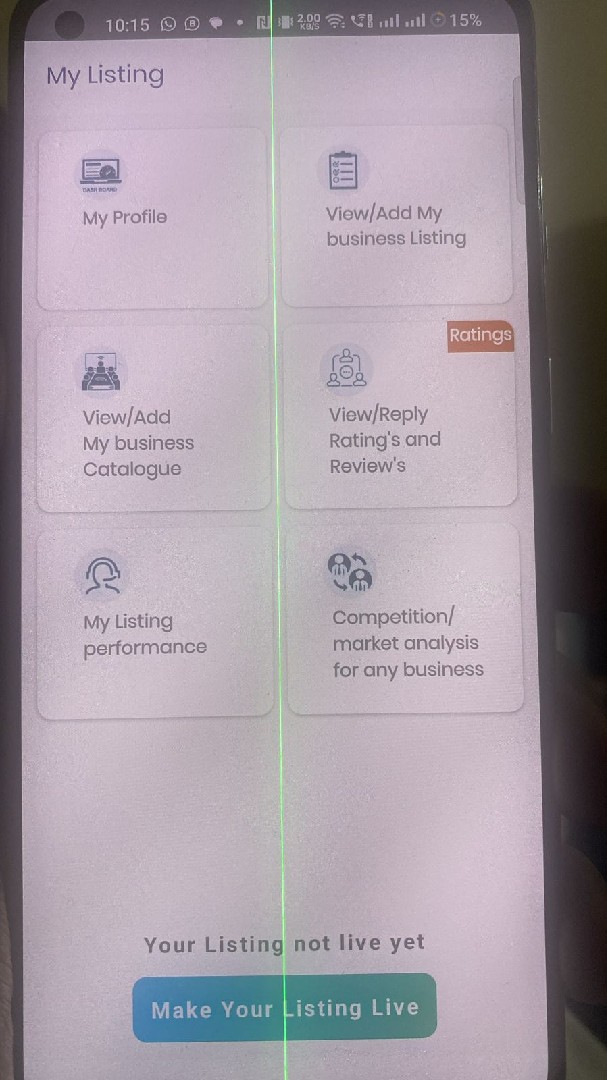 10:15
2.00
KB/S
15%
My Listing
DASH BOARD
My Profile
View/Add My
business Listing
View/Add
My business
Catalogue
Ratings
View/Reply
Rating's and
Review's
My Listing
performance
Competition/
market analysis
for any business
Your Listing not live yet
Make Your Listing Live